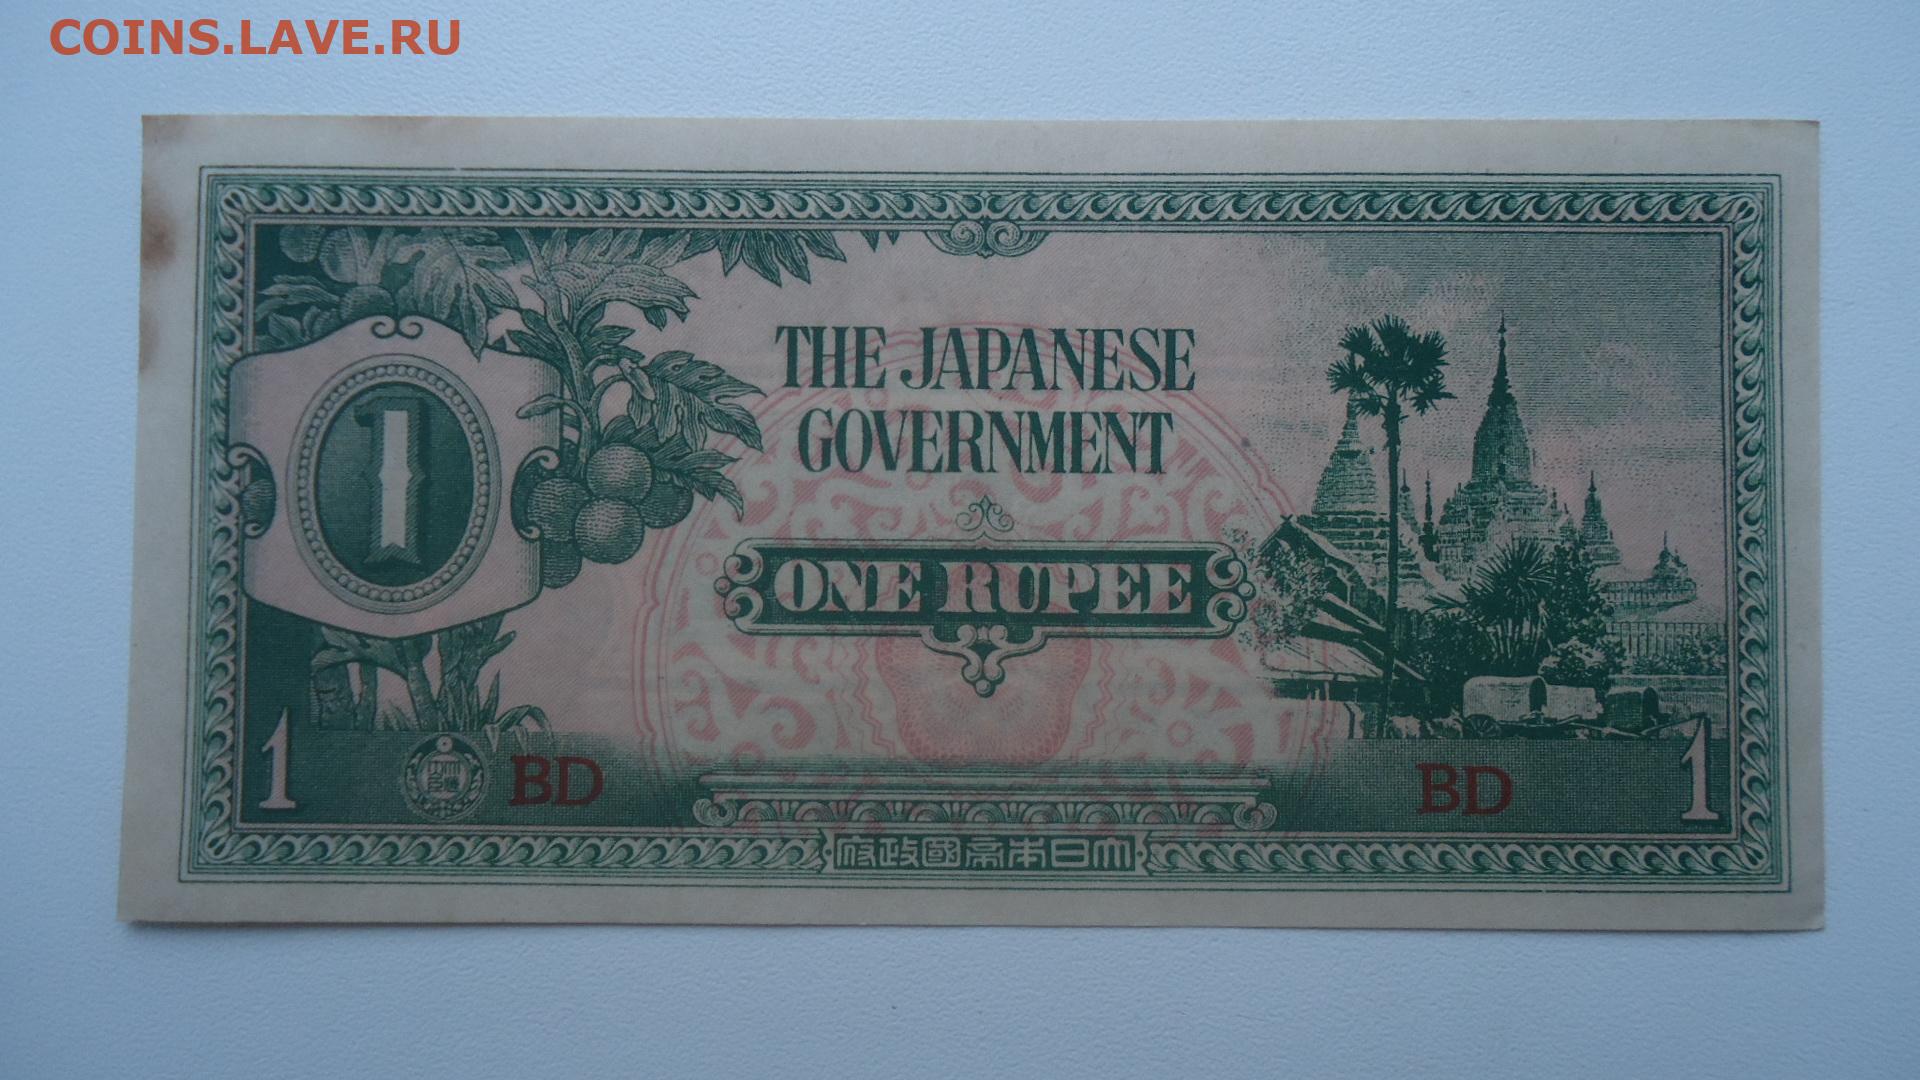 COINS.LAVE.RU
THE JAPANESE
GOVERNMENT
1
ONE RUPEE
1 BD BD 1
府政國帝本日大